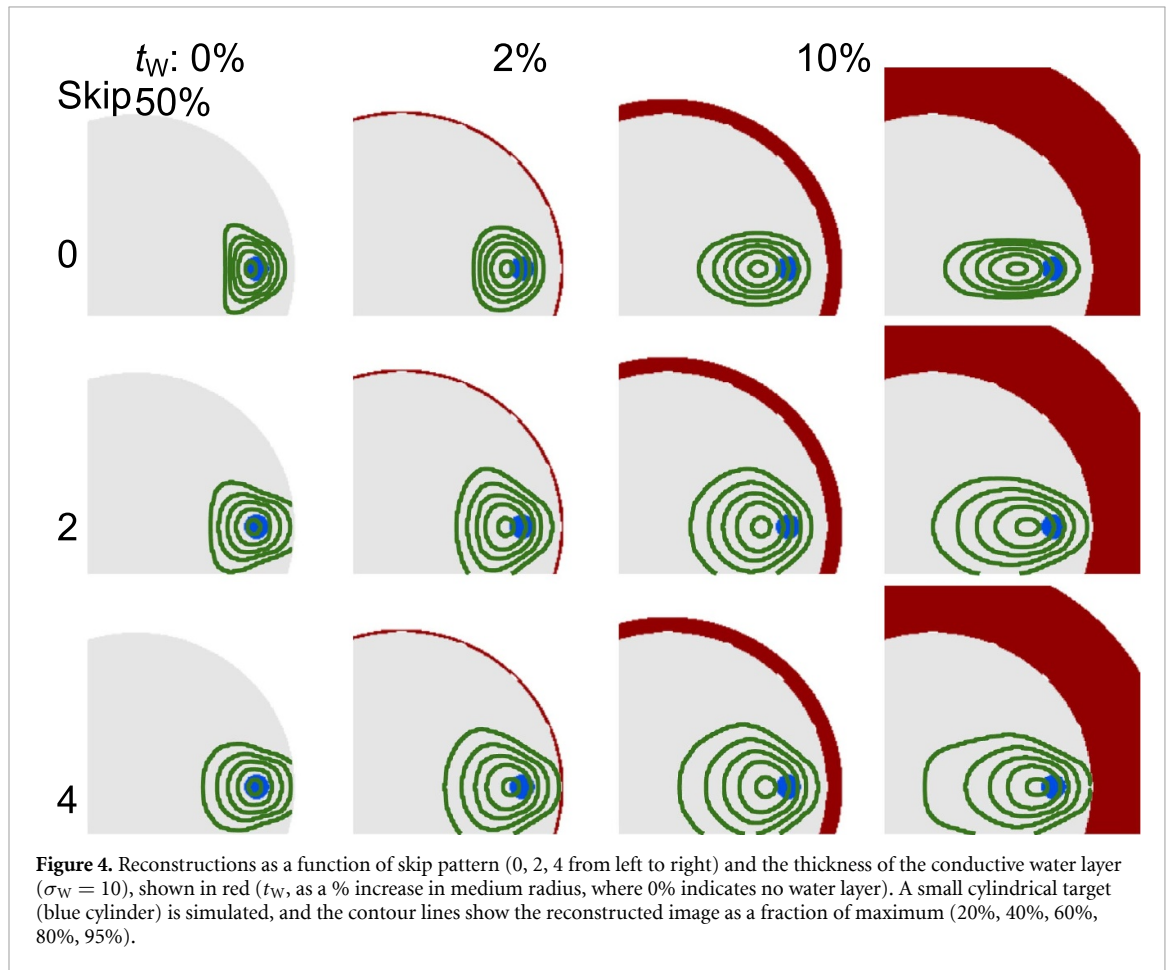 tW: 0% 2% 10%
Skip 50%
0
2
4
Figure 4. Reconstructions as a function of skip pattern (0, 2, 4 from left to right) and the thickness of the conductive water layer
(σW = 10), shown in red (tW, as a % increase in medium radius, where 0% indicates no water layer). A small cylindrical target
(blue cylinder) is simulated, and the contour lines show the reconstructed image as a fraction of maximum (20%, 40%, 60%,
80%, 95%).